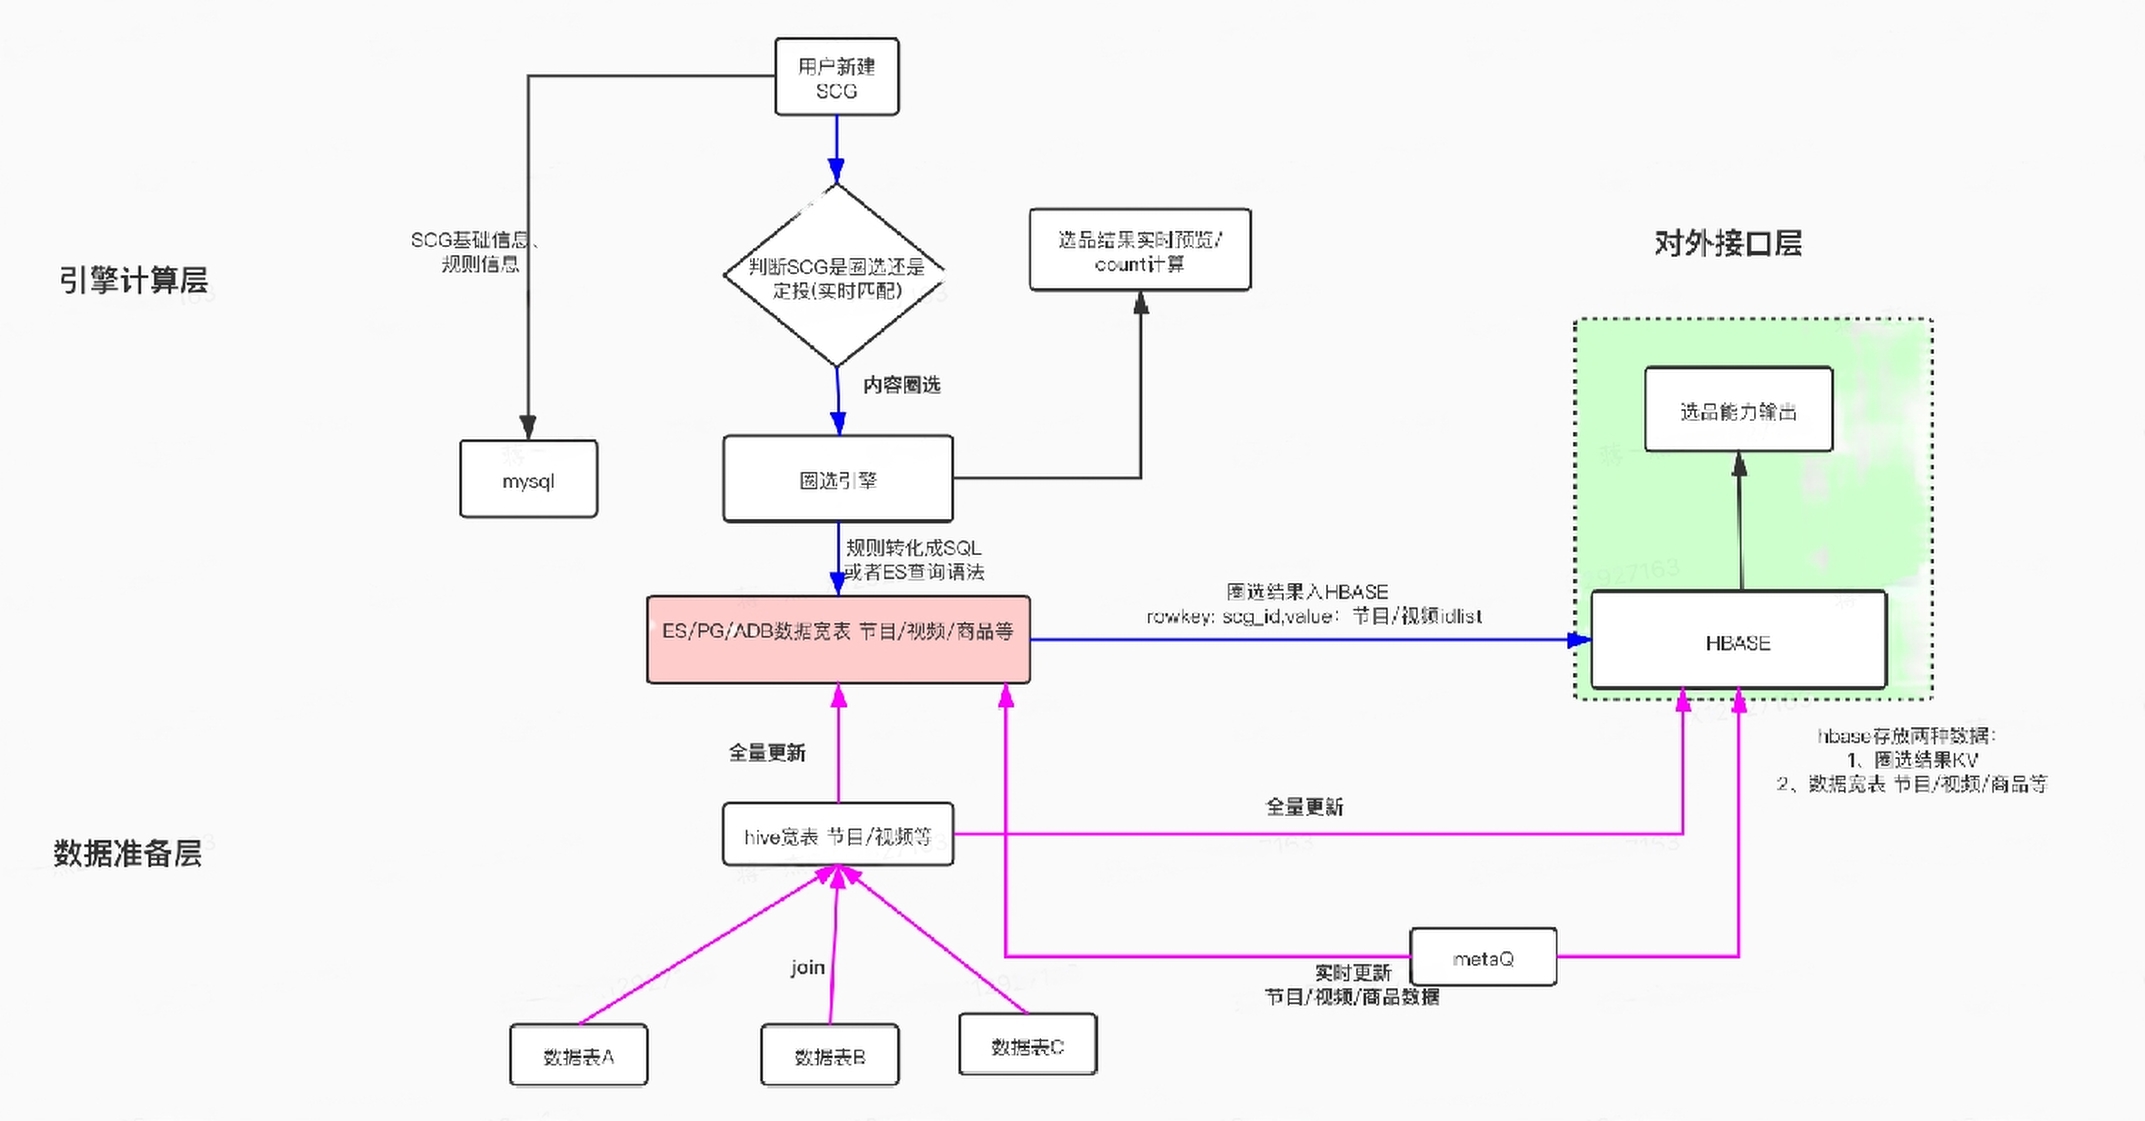 用户新建
SCG
SCG基础信息、
规则信息
引擎计算层
判断SCG是圈选还是
定投(实时匹配)
选品结果实时预览/
count计算
对外接口层
内容圈选
mysql
圈选引擎
选品能力输出
规则转化成SQL
或者ES查询语法
ES/PG/ADB数据宽表 节目/视频/商品等
圈选结果入HBASE
rowkey: scg_id,value：节目/视频idlist
HBASE
hbase存放两种数据：
1、圈选结果KV
2、数据宽表 节目/视频/商品等
全量更新
全量更新
hive宽表 节目/视频等
数据准备层
join
metaQ
实时更新
节目/视频/商品数据
数据表A
数据表B
数据表C